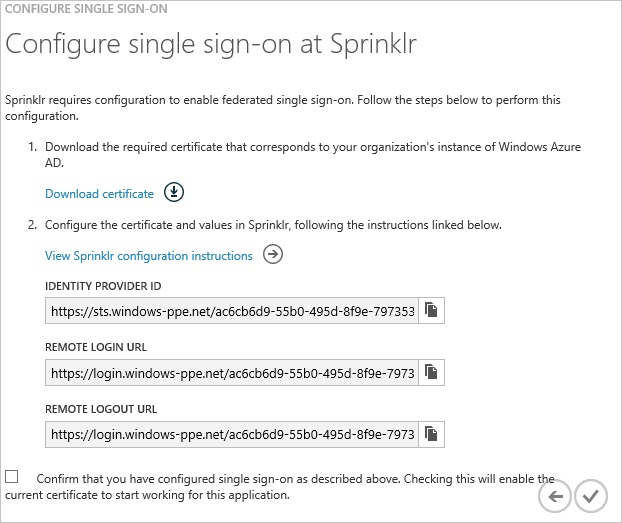 CONFIGURE SINGLE SIGN-ON
Configure single sign-on at Sprinklr
Sprinklr requires configuration to enable federated single sign-on. Follow the steps below to perform this
configuration.
1. Download the required certificate that corresponds to your organization's instance of Windows Azure
AD.
Download certificate
2. Configure the certificate and values in Sprinklr, following the instructions linked below.
View Sprinklr configuration instructions
IDENTITY PROVIDER ID
https://sts.windows-ppe.net/ac6cb6d9-55b0-495d-8f9e-797353
REMOTE LOGIN URL
https://login.windows-ppe.net/ac6cb6d9-55b0-495d-8f9e-7973
REMOTE LOGOUT URL
https://login.windows-ppe.net/ac6cb6d9-55b0-495d-8f9e-7973
Confirm that you have configured single sign-on as described above. Checking this will enable the
current certificate to start working for this application.